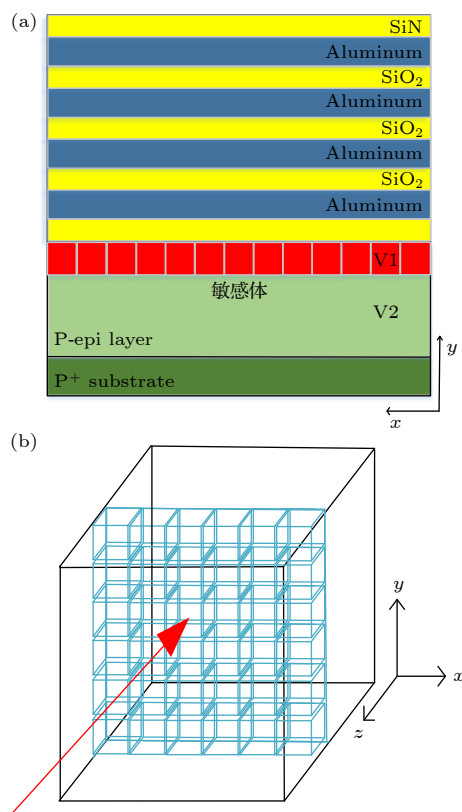 (a)
SiN
Aluminum
SiO₂
Aluminum
SiO₂
Aluminum
SiO₂
Aluminum
V1
敏感体
V2
P-epi layer
P⁺ substrate
y
x
(b)
y
x
z